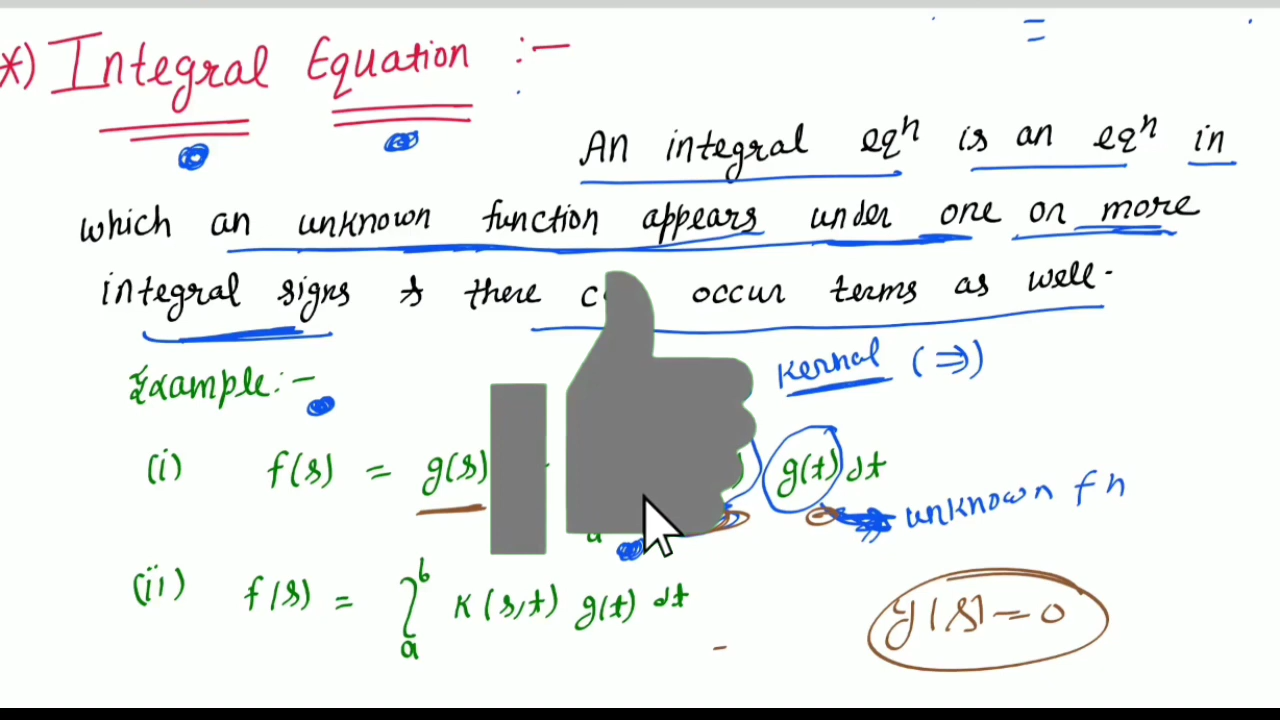 *) Integral Equation :-
An integral eqn is an eqn in
which an unknown function appears under one or more
integral signs & there occur terms as well.
Example:-
Kernal (⇒)
(i) f(s) = g(s) g(t) dt
a
unknown fn
(ii) f(s) = ∫ₐᵇ K(s,t) g(t) dt
g(s) = 0